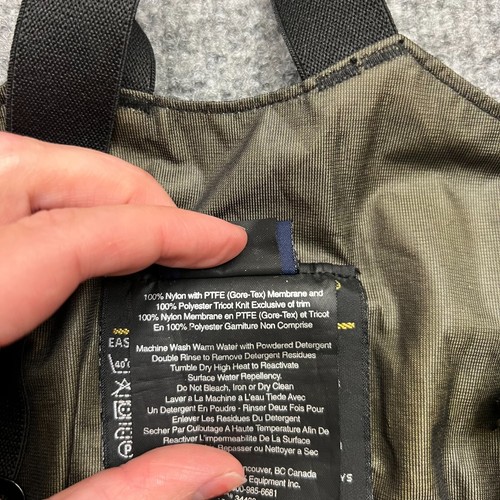 100% Nylon with PTFE (Gore-Tex) Membrane and
100% Polyester Tricot Knit Exclusive of trim
100% Nylon Membrane en PTFE (Gore-Tex) et Tricot
En 100% Polyester Garniture Non Comprise
EAS
40°c
Machine Wash Warm Water with Powdered Detergent
Double Rinse to Remove Detergent Residues
Tumble Dry High Heat to Reactivate
Surface Water Repellency.
Do Not Bleach, Iron or Dry Clean
Laver a La Machine a L'eau Tiede Avec
Un Detergent En Poudre - Rinser Deux Fois Pour
Enlever Les Residues Du Detergent
Secher Par Culbutage A Haute Temperature Afin De
Reactiver L'impermeabilite De La Surface
Repasser ou Nettoyer a Sec
YS
ncouver, BC Canada
Equipment Inc.
400-985-6681
34409